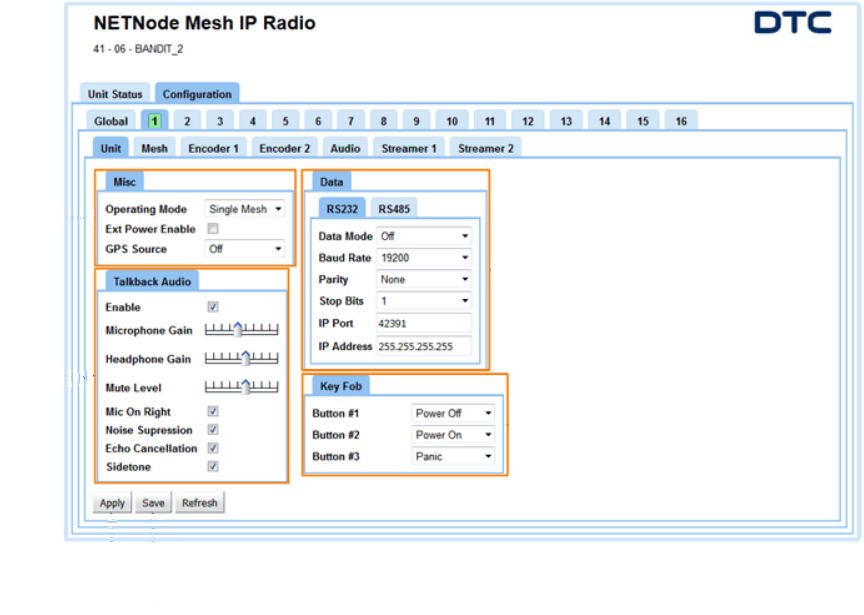 NETNode Mesh IP Radio
DTC
41 - 06 - BANDIT_2
Unit Status Configuration
Global 1 2 3 4 5 6 7 8 9 10 11 12 13 14 15 16
Unit Mesh Encoder 1 Encoder 2 Audio Streamer 1 Streamer 2
Misc
Operating Mode Single Mesh
Ext Power Enable
GPS Source Off
Talkback Audio
Enable
Microphone Gain
Headphone Gain
Mute Level
Mic On Right
Noise Supression
Echo Cancellation
Sidetone
Data
RS232 RS485
Data Mode Off
Baud Rate 19200
Parity None
Stop Bits 1
IP Port 42391
IP Address 255.255.255.255
Key Fob
Button #1 Power Off
Button #2 Power On
Button #3 Panic
Apply Save Refresh